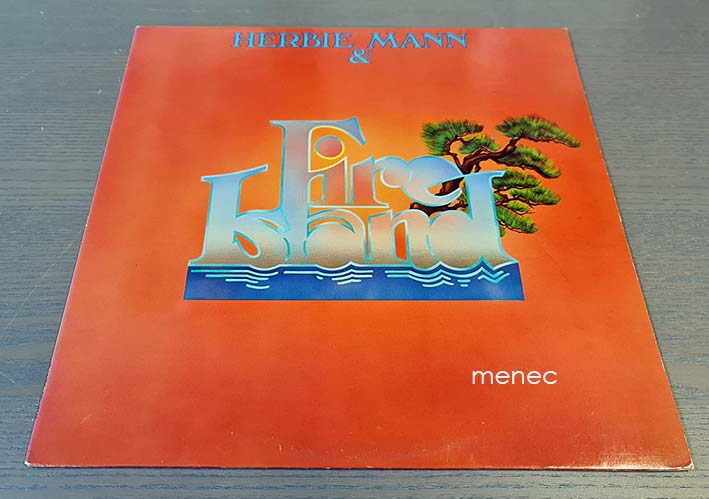 HERBIE MANN
&
Fire
Island
menec